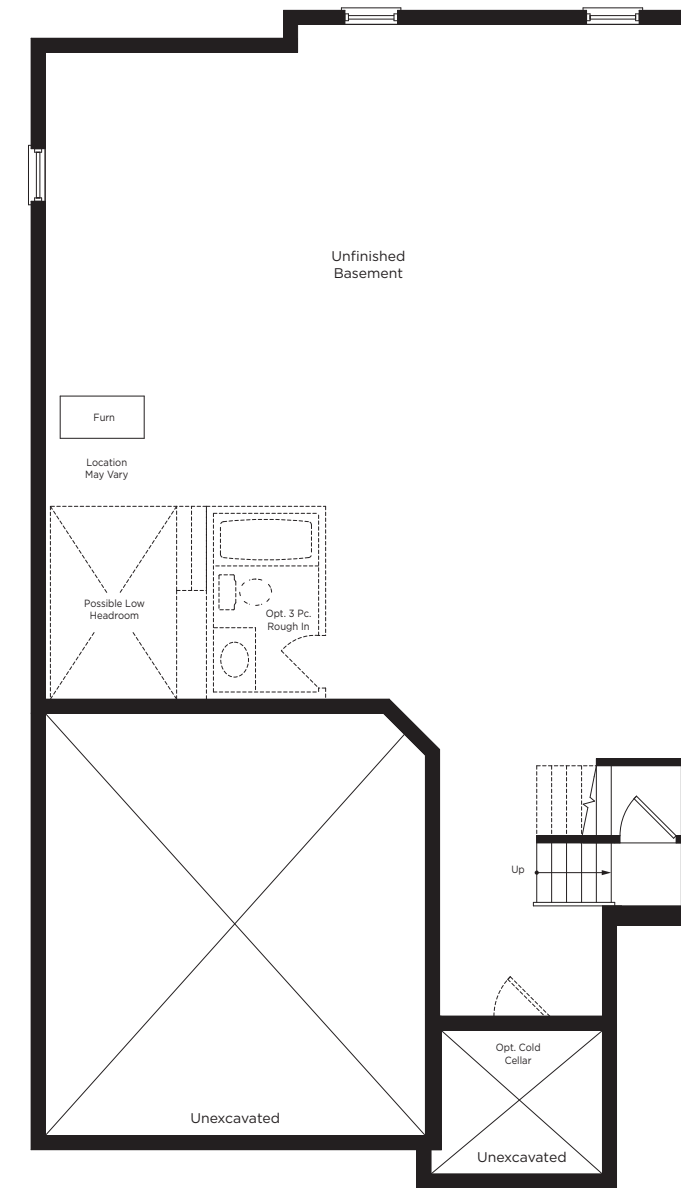 Unfinished
Basement
Furn
Location
May Vary
Possible Low
Headroom
Opt. 3 Pc.
Rough In
Up
Opt. Cold
Cellar
Unexcavated
Unexcavated